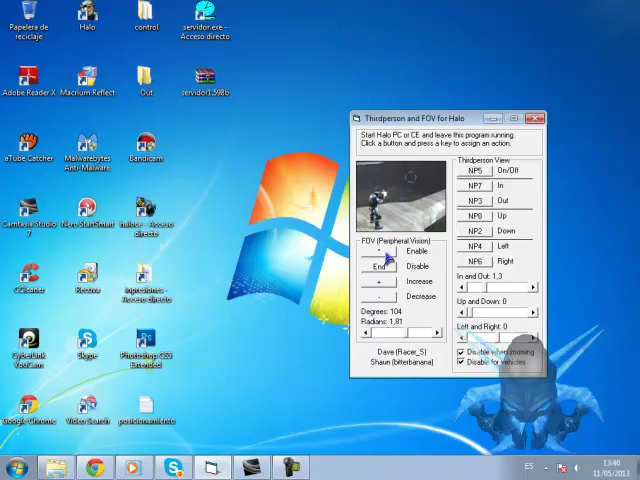 Papelera de
reciclaje
Halo
control
servidor.exe -
Acceso directo
Adobe Reader X
Macrium Reflect
Out
servidor1.598b
aTube Catcher
Malwarebytes
Anti-Malware
Bandicam
Camtasia Studio
7
Nero StartSmart
haloce - Acceso
directo
CCleaner
Recuva
inpresiones -
Acceso directo
CyberLink
YouCam
Skype
Photoshop CS5
Extended
Google Chrome
Video Search
posicionamiento
Thirdperson and FOV for Halo
Start Halo PC or CE and leave this program running.
Click a button and press a key to assign an action.
FOV (Peripheral Vision)
* Enable
End Disable
+ Increase
- Decrease
Degrees: 104
Radians: 1,81
Dave (Racer_S)
Shaun (bitterbanana)
Thirdperson View
NP5 On/Off
NP7 In
NP3 Out
NP8 Up
NP2 Down
NP4 Left
NP6 Right
In and Out: 1,3
Up and Down: 0
Left and Right: 0
Disable when zooming
Disable for vehicles
ES
13:40
11/05/2013